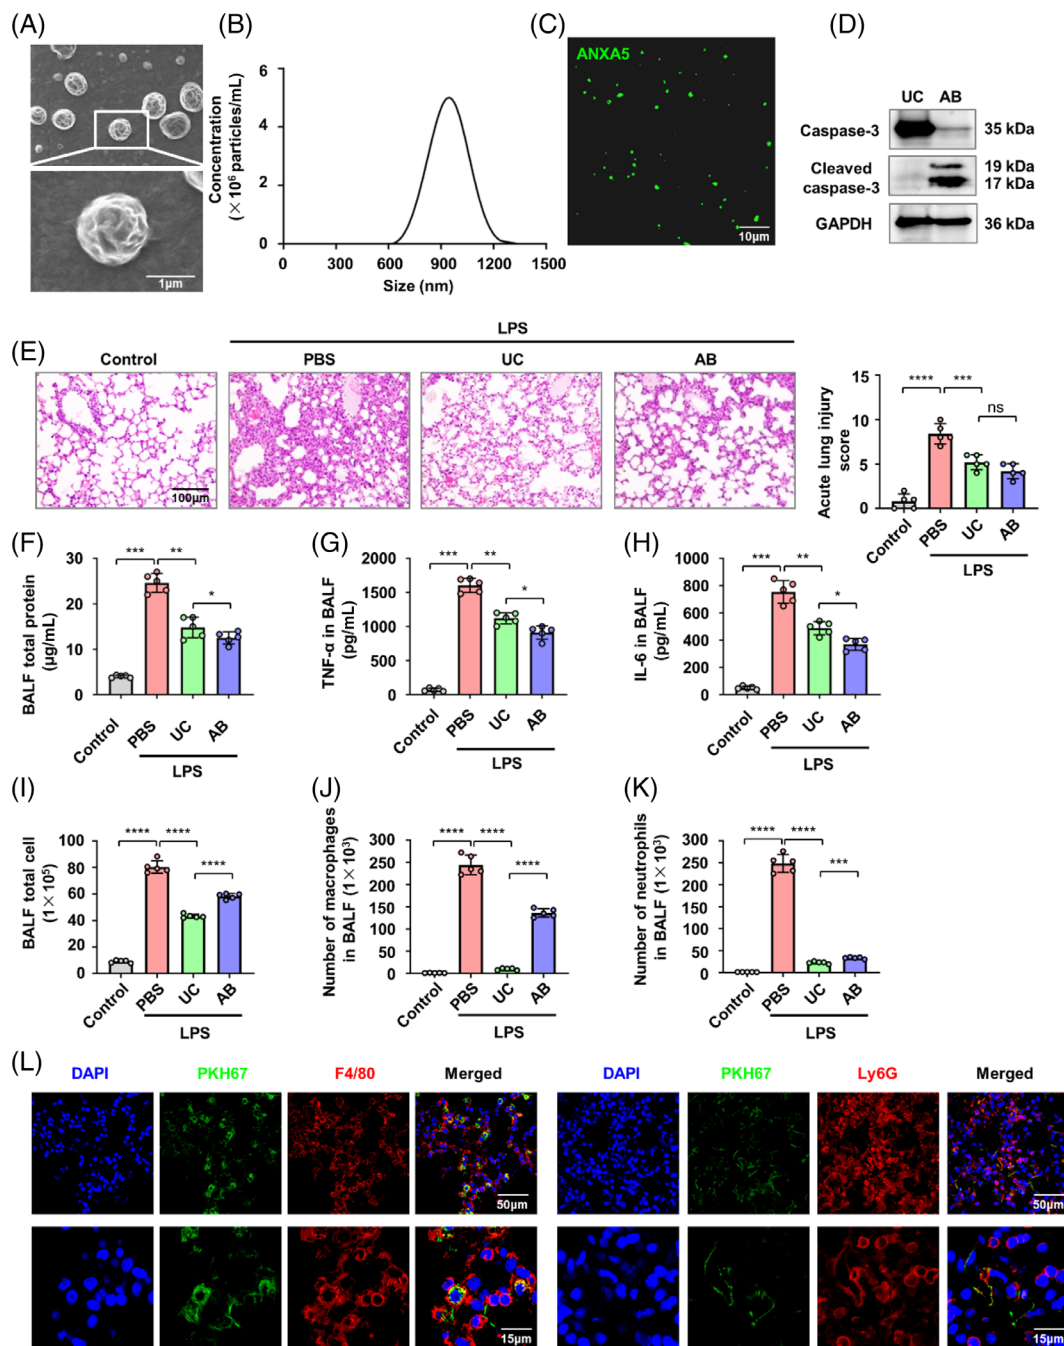 (A)
1μm
(B)
Concentration
(×10⁶ particles/mL)
6
4
2
0
0 300 600 900 1200 1500
Size (nm)
(C)
ANXA5
10μm
(D)
UC AB
Caspase-3 35 kDa
Cleaved caspase-3 19 kDa
17 kDa
GAPDH 36 kDa
(E)
LPS
Control PBS UC AB
100μm
Acute lung injury
score
15
10
5
0
**** *** ns
Control PBS UC AB
LPS
(F)
BALF total protein
(μg/mL)
30
20
10
0
*** ** *
Control PBS UC AB
LPS
(G)
TNF-α in BALF
(pg/mL)
2000
1500
1000
500
0
*** ** *
Control PBS UC AB
LPS
(H)
IL-6 in BALF
(pg/mL)
1000
800
600
400
200
0
*** ** *
Control PBS UC AB
LPS
(I)
BALF total cell
(1×10⁵)
100
80
60
40
20
0
**** **** ****
Control PBS UC AB
LPS
(J)
Number of macrophages
in BALF (1×10³)
300
250
200
150
100
50
0
**** **** ****
Control PBS UC AB
LPS
(K)
Number of neutrophils
in BALF (1×10³)
300
250
200
150
100
50
0
**** **** ***
Control PBS UC AB
LPS
(L)
DAPI PKH67 F4/80 Merged DAPI PKH67 Ly6G Merged
50μm 50μm
15μm 15μm